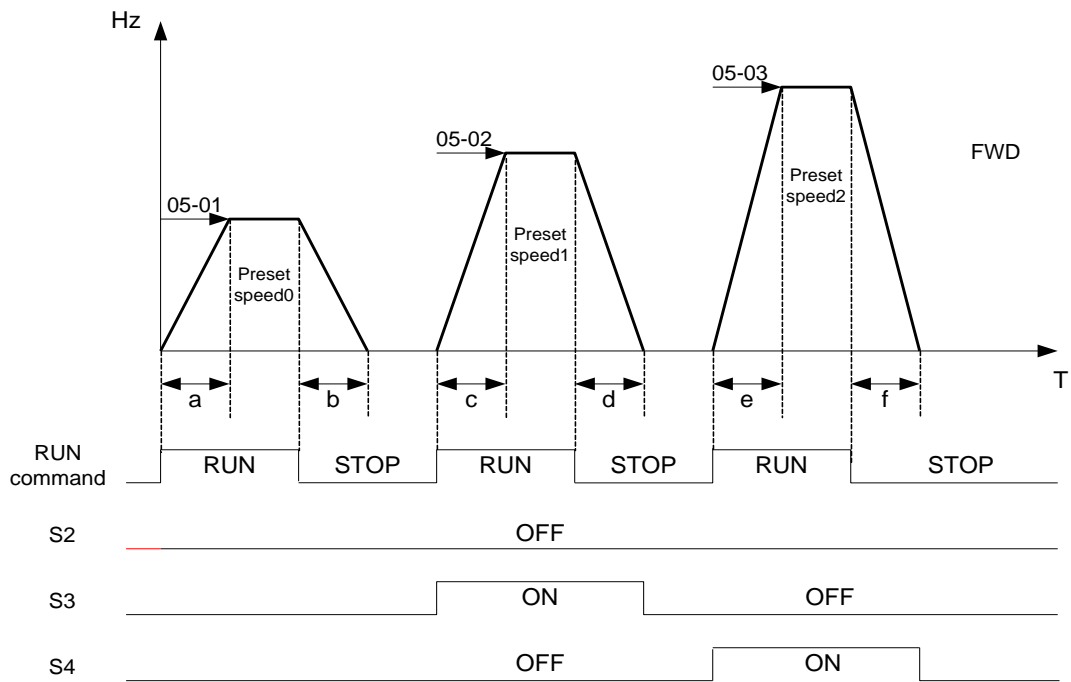 Hz
05-03
05-02
FWD
05-01
Preset
speed2
Preset
speed1
Preset
speed0
T
a
b
c
d
e
f
RUN
command
RUN
STOP
RUN
STOP
RUN
STOP
S2
OFF
S3
ON
OFF
S4
OFF
ON